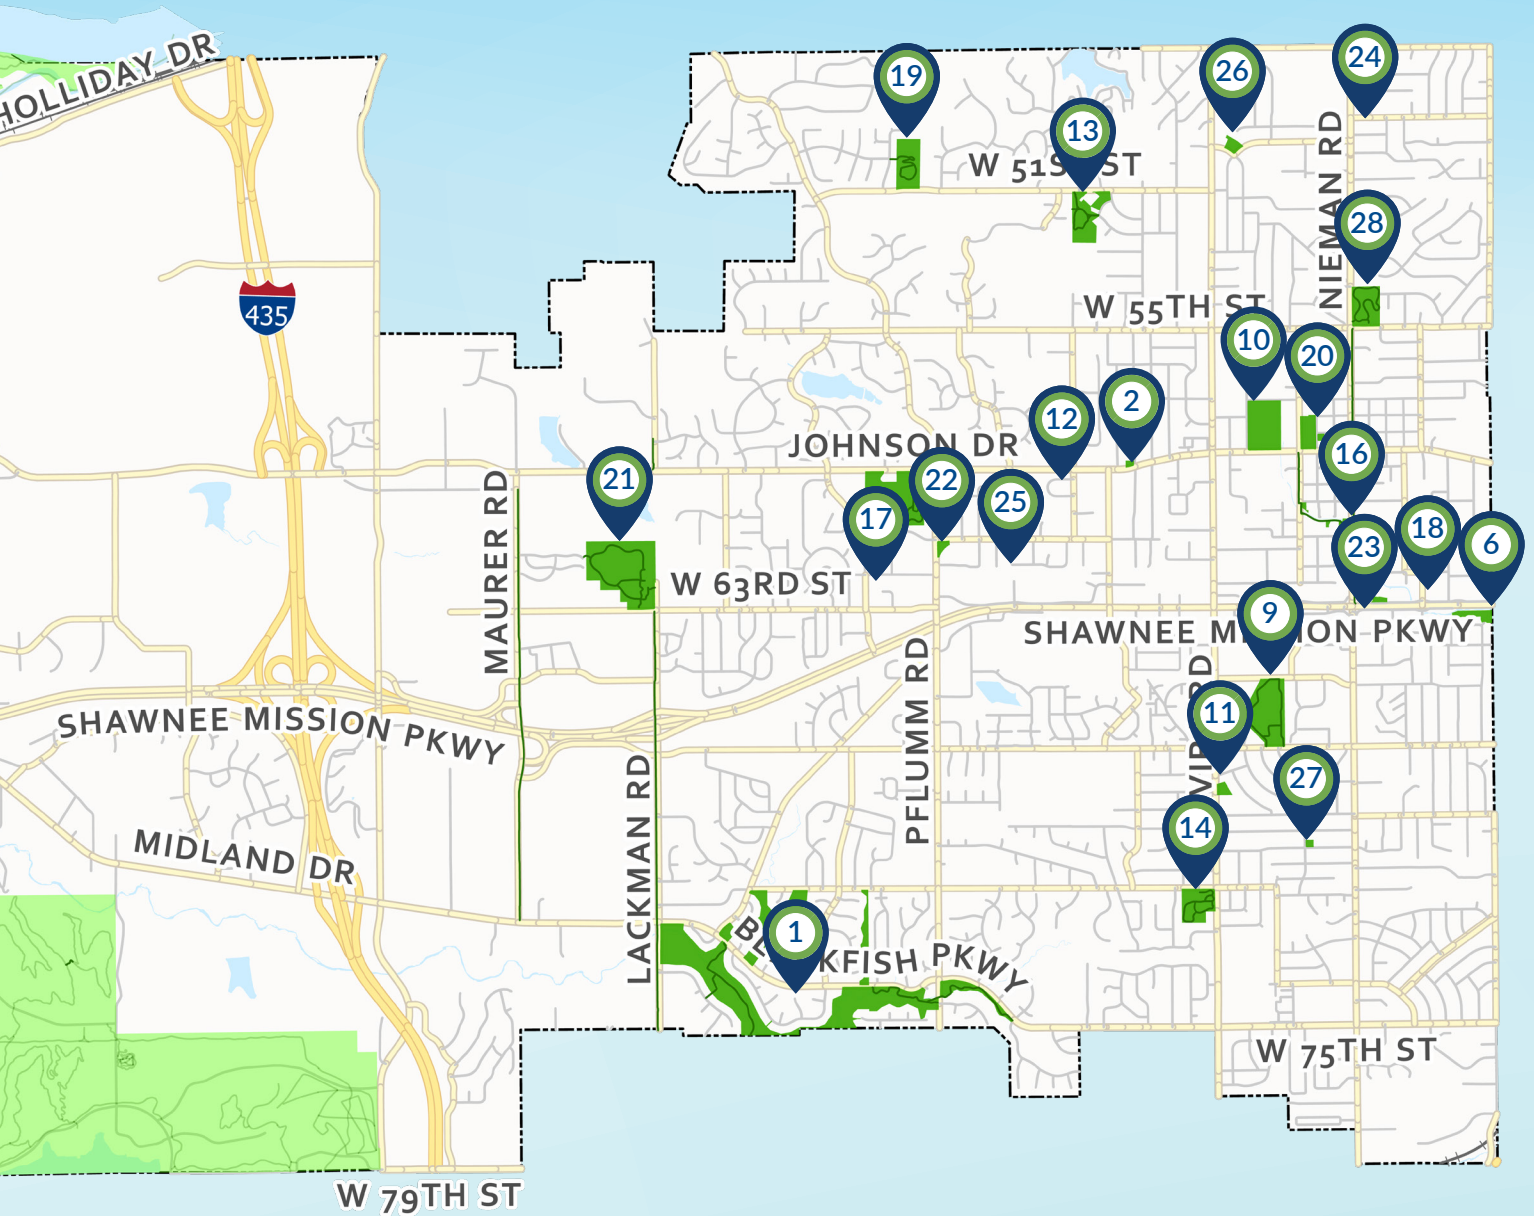 HOLLIDAY DR
24
26
19
13
W 51S ST
NIEMAN RD
28
435
W 55TH ST
10
20
2
12
JOHNSON DR
16
21
22
25
17
18
23
6
MAURER RD
W 63RD ST
9
SHAWNEE M ION PKWY
PFLUMM RD
11
SHAWNEE MISSION PKWY
27
LACKMAN RD
14
MIDLAND DR
1
KFISH PKWY
W 75TH ST
W 79TH ST